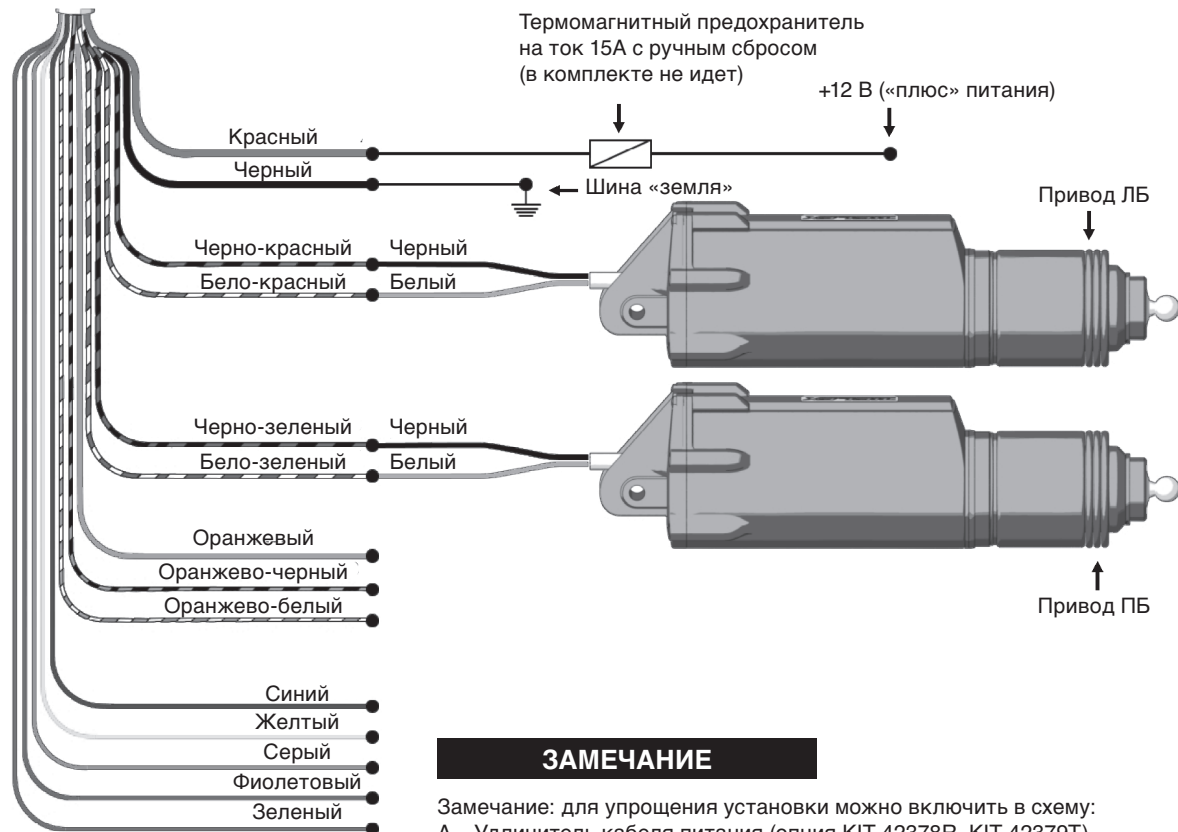 Термомагнитный предохранитель
на ток 15А с ручным сбросом
(в комплекте не идет)
+12 В («плюс» питания)
Красный
Черный
Шина «земля»
Привод ЛБ
Черно-красный
Черный
Бело-красный
Белый
Черно-зеленый
Черный
Бело-зеленый
Белый
Оранжевый
Оранжево-черный
Оранжево-белый
Привод ПБ
Синий
Желтый
Серый
Фиолетовый
Зеленый
ЗАМЕЧАНИЕ
Замечание: для упрощения установки можно включить в схему: